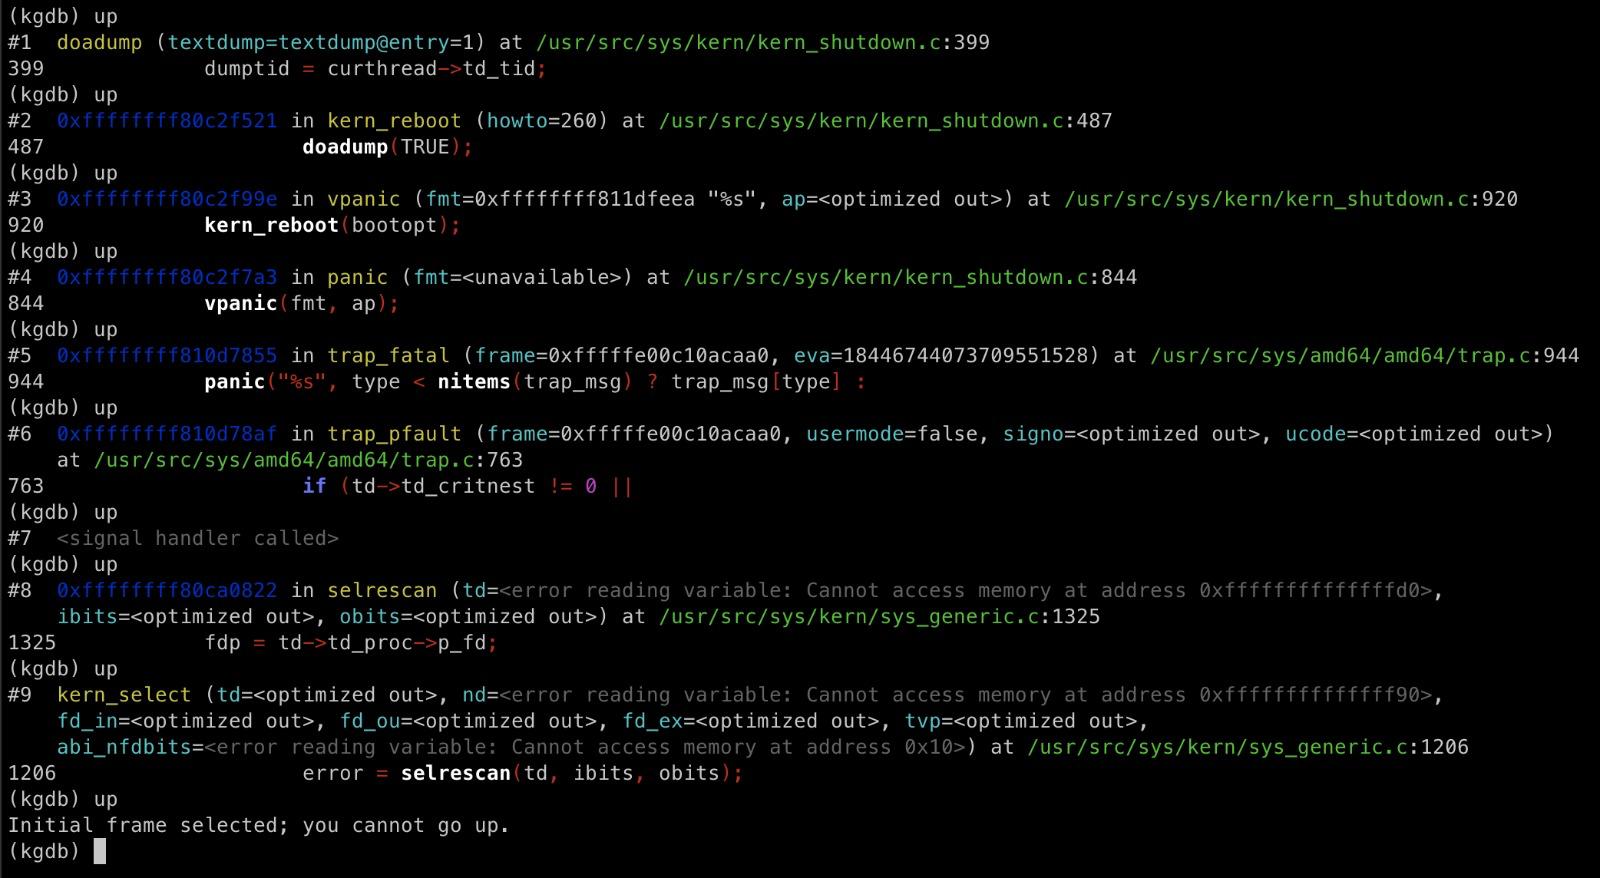 (kgdb) up
#1  doadump (textdump=textdump@entry=1) at /usr/src/sys/kern/kern_shutdown.c:399
399             dumptid = curthread->td_tid;
(kgdb) up
#2  0xffffffff80c2f521 in kern_reboot (howto=260) at /usr/src/sys/kern/kern_shutdown.c:487
487                     doadump(TRUE);
(kgdb) up
#3  0xffffffff80c2f99e in vpanic (fmt=0xffffffff811dfeea "%s", ap=<optimized out>) at /usr/src/sys/kern/kern_shutdown.c:920
920             kern_reboot(bootopt);
(kgdb) up
#4  0xffffffff80c2f7a3 in panic (fmt=<unavailable>) at /usr/src/sys/kern/kern_shutdown.c:844
844             vpanic(fmt, ap);
(kgdb) up
#5  0xffffffff810d7855 in trap_fatal (frame=0xfffffe00c10acaa0, eva=18446744073709551528) at /usr/src/sys/amd64/amd64/trap.c:944
944             panic("%s", type < nitems(trap_msg) ? trap_msg[type] :
(kgdb) up
#6  0xffffffff810d78af in trap_pfault (frame=0xfffffe00c10acaa0, usermode=false, signo=<optimized out>, ucode=<optimized out>)
    at /usr/src/sys/amd64/amd64/trap.c:763
763                     if (td->td_critnest != 0 ||
(kgdb) up
#7  <signal handler called>
(kgdb) up
#8  0xffffffff80ca0822 in selrescan (td=<error reading variable: Cannot access memory at address 0xffffffffffffffd0>,
    ibits=<optimized out>, obits=<optimized out>) at /usr/src/sys/kern/sys_generic.c:1325
1325            fdp = td->td_proc->p_fd;
(kgdb) up
#9  kern_select (td=<optimized out>, nd=<error reading variable: Cannot access memory at address 0xffffffffffffff90>,
    fd_in=<optimized out>, fd_ou=<optimized out>, fd_ex=<optimized out>, tvp=<optimized out>,
    abi_nfdbits=<error reading variable: Cannot access memory at address 0x10>) at /usr/src/sys/kern/sys_generic.c:1206
1206                    error = selrescan(td, ibits, obits);
(kgdb) up
Initial frame selected; you cannot go up.
(kgdb)